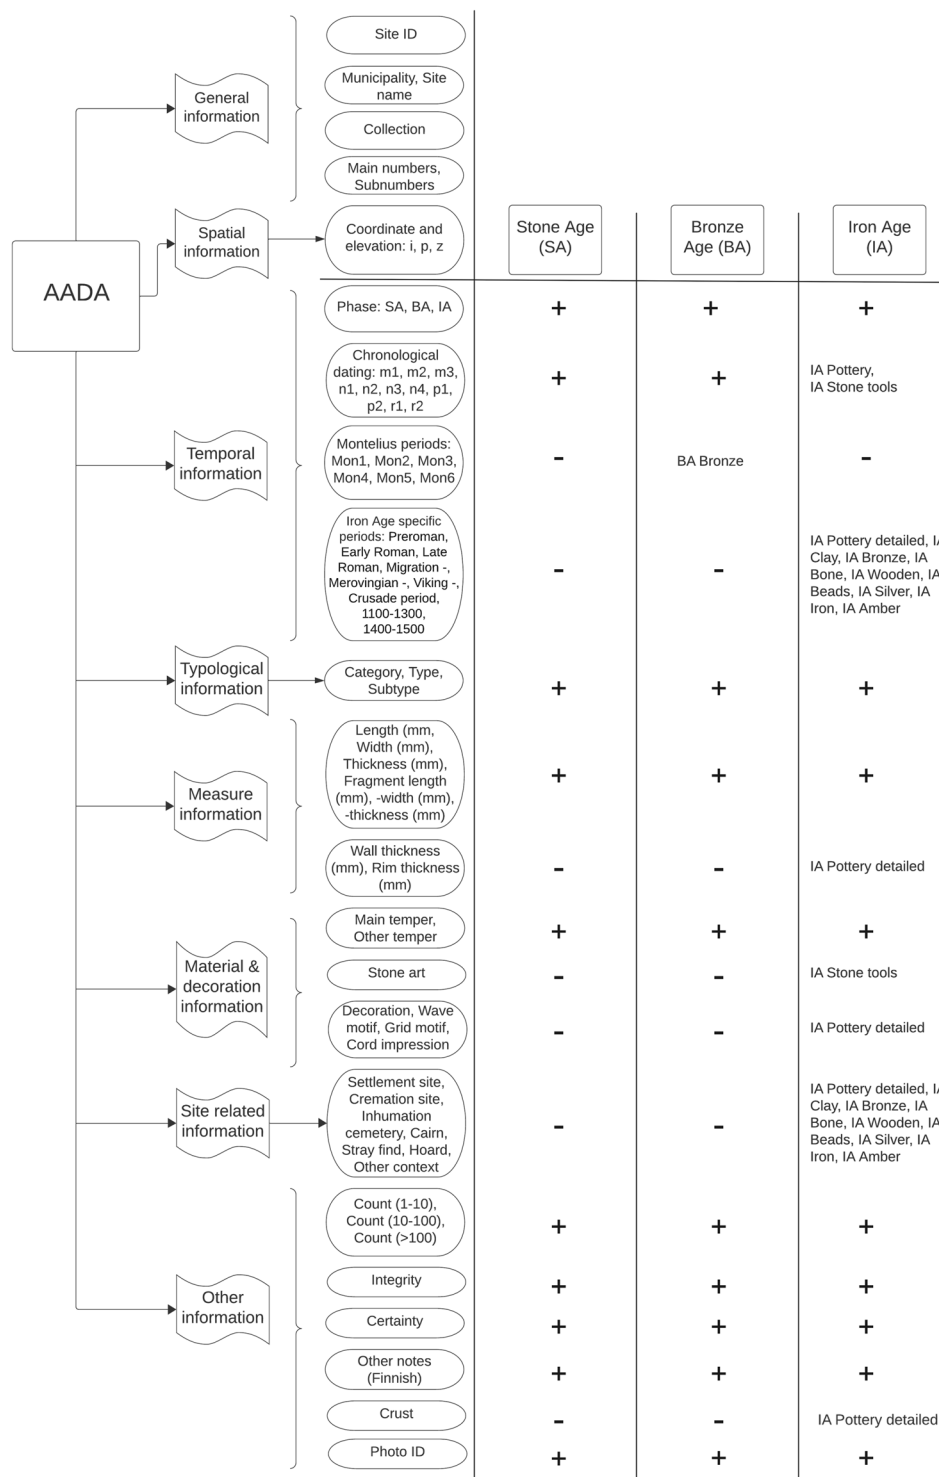 Site ID
Municipality, Site
name
General
information
Collection
Main numbers,
Subnumbers
AADA
Spatial
information
Coordinate and
elevation: i, p, z
Stone Age
(SA)
Bronze
Age (BA)
Iron Age
(IA)
Phase: SA, BA, IA
+
+
+
Chronological
dating: m1, m2, m3,
n1, n2, n3, n4, p1,
p2, r1, r2
+
+
IA Pottery,
IA Stone tools
Temporal
information
Montelius periods:
Mon1, Mon2, Mon3,
Mon4, Mon5, Mon6
-
BA Bronze
-
Iron Age specific
periods: Preroman,
Early Roman, Late
Roman, Migration -,
Merovingian -, Viking -,
Crusade period,
1100-1300,
1400-1500
-
-
IA Pottery detailed, IA
Clay, IA Bronze, IA
Bone, IA Wooden, IA
Beads, IA Silver, IA
Iron, IA Amber
Typological
information
Category, Type,
Subtype
+
+
+
Measure
information
Length (mm,
Width (mm),
Thickness (mm),
Fragment length
(mm), -width (mm),
-thickness (mm)
+
+
+
Wall thickness
(mm), Rim thickness
(mm)
-
-
IA Pottery detailed
Material &
decoration
information
Main temper,
Other temper
+
+
+
Stone art
-
-
IA Stone tools
Decoration, Wave
motif, Grid motif,
Cord impression
-
-
IA Pottery detailed
Site related
information
Settlement site,
Cremation site,
Inhumation
cemetery, Cairn,
Stray find, Hoard,
Other context
-
-
IA Pottery detailed, IA
Clay, IA Bronze, IA
Bone, IA Wooden, IA
Beads, IA Silver, IA
Iron, IA Amber
Other
information
Count (1-10),
Count (10-100),
Count (>100)
+
+
+
Integrity
+
+
+
Certainty
+
+
+
Other notes
(Finnish)
+
+
+
Crust
-
-
IA Pottery detailed
Photo ID
+
+
+